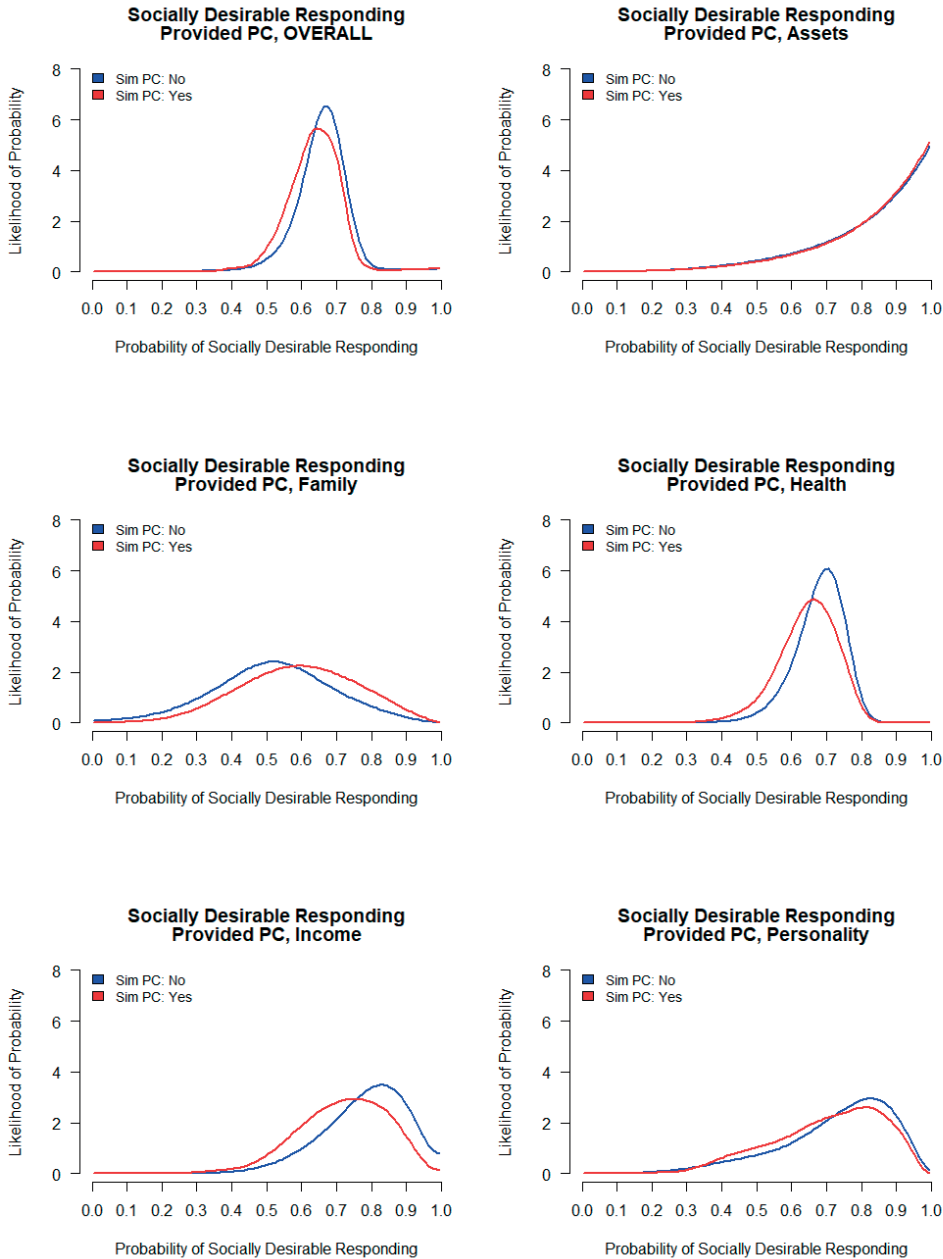 Socially Desirable Responding
Provided PC, OVERALL
Sim PC: No
Sim PC: Yes
Likelihood of Probability
8
6
4
2
0
0.0 0.1 0.2 0.3 0.4 0.5 0.6 0.7 0.8 0.9 1.0
Probability of Socially Desirable Responding
Socially Desirable Responding
Provided PC, Assets
Sim PC: No
Sim PC: Yes
Likelihood of Probability
8
6
4
2
0
0.0 0.1 0.2 0.3 0.4 0.5 0.6 0.7 0.8 0.9 1.0
Probability of Socially Desirable Responding
Socially Desirable Responding
Provided PC, Family
Sim PC: No
Sim PC: Yes
Likelihood of Probability
8
6
4
2
0
0.0 0.1 0.2 0.3 0.4 0.5 0.6 0.7 0.8 0.9 1.0
Probability of Socially Desirable Responding
Socially Desirable Responding
Provided PC, Health
Sim PC: No
Sim PC: Yes
Likelihood of Probability
8
6
4
2
0
0.0 0.1 0.2 0.3 0.4 0.5 0.6 0.7 0.8 0.9 1.0
Probability of Socially Desirable Responding
Socially Desirable Responding
Provided PC, Income
Sim PC: No
Sim PC: Yes
Likelihood of Probability
8
6
4
2
0
0.0 0.1 0.2 0.3 0.4 0.5 0.6 0.7 0.8 0.9 1.0
Probability of Socially Desirable Responding
Socially Desirable Responding
Provided PC, Personality
Sim PC: No
Sim PC: Yes
Likelihood of Probability
8
6
4
2
0
0.0 0.1 0.2 0.3 0.4 0.5 0.6 0.7 0.8 0.9 1.0
Probability of Socially Desirable Responding